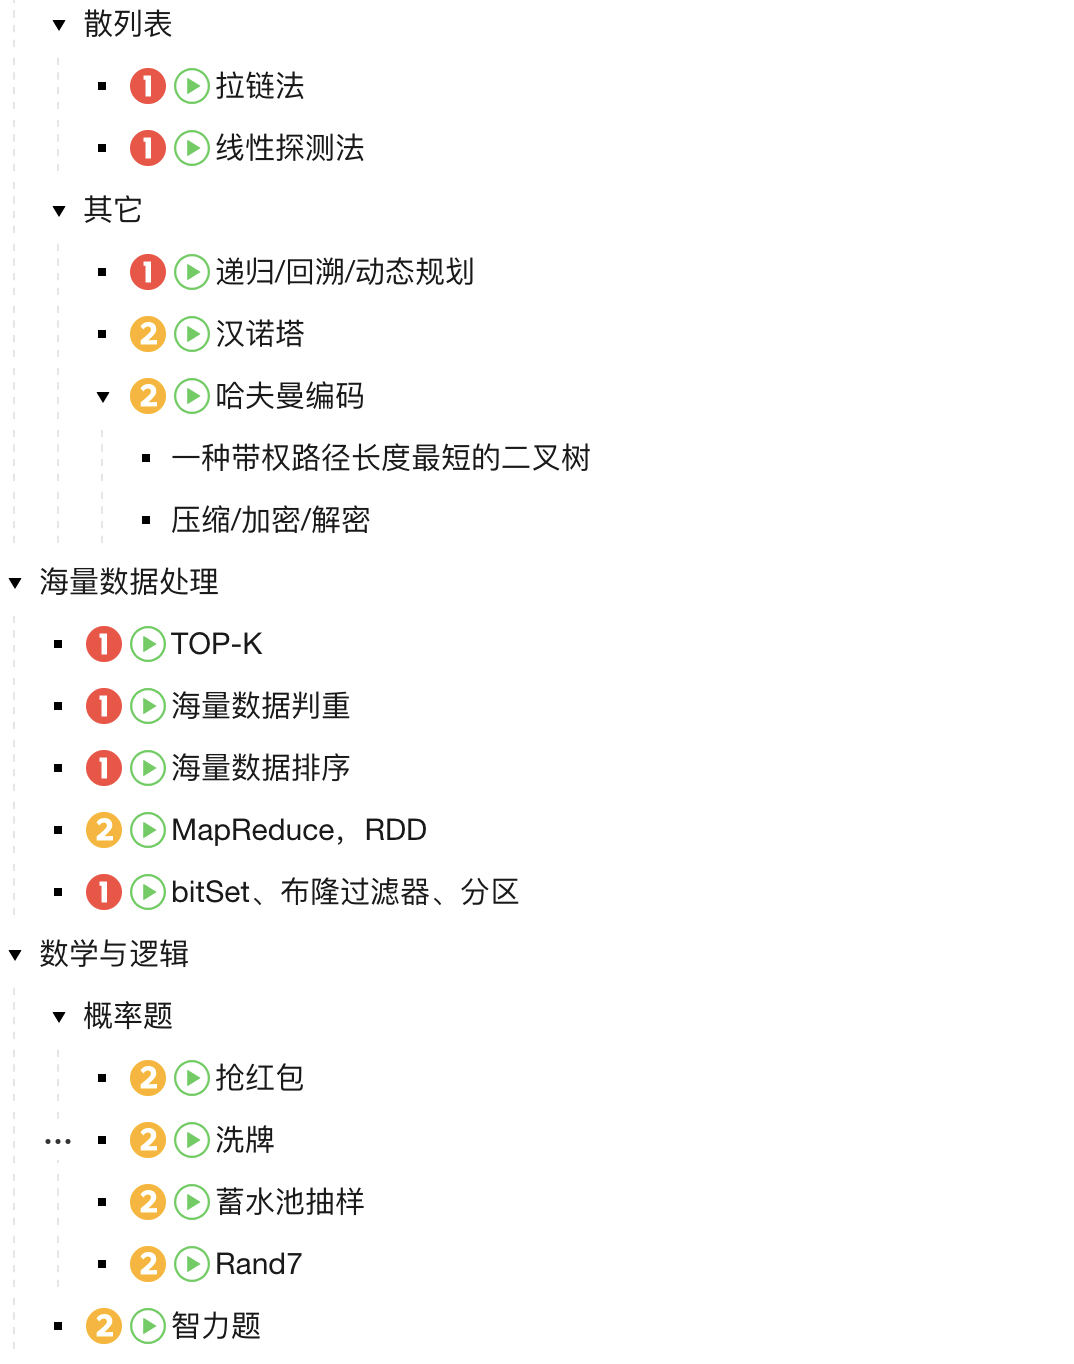 散列表
1 拉链法
1 线性探测法
其它
1 递归/回溯/动态规划
2 汉诺塔
2 哈夫曼编码
一种带权路径长度最短的二叉树
压缩/加密/解密
海量数据处理
1 TOP-K
1 海量数据判重
1 海量数据排序
2 MapReduce，RDD
1 bitSet、布隆过滤器、分区
数学与逻辑
概率题
2 抢红包
2 洗牌
2 蓄水池抽样
2 Rand7
2 智力题